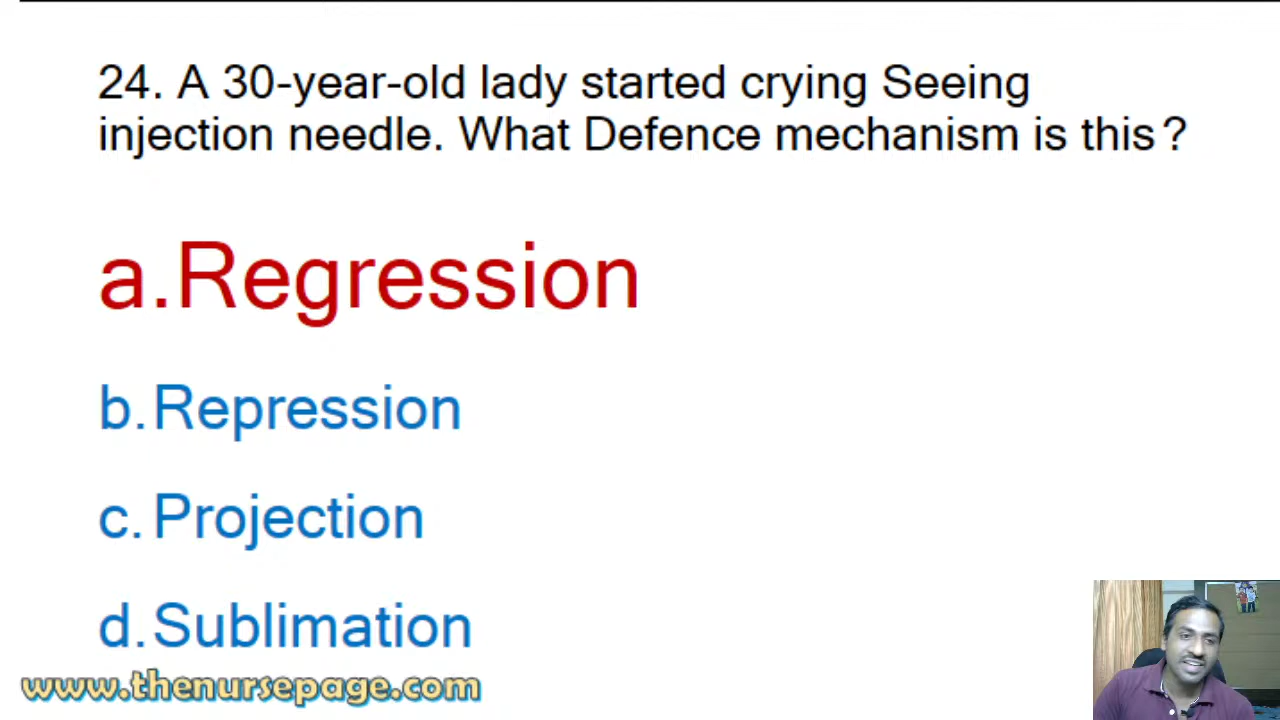 24. A 30-year-old lady started crying Seeing
injection needle. What Defence mechanism is this ?
a.Regression
b.Repression
c. Projection
d.Sublimation
www.thenursepage.com